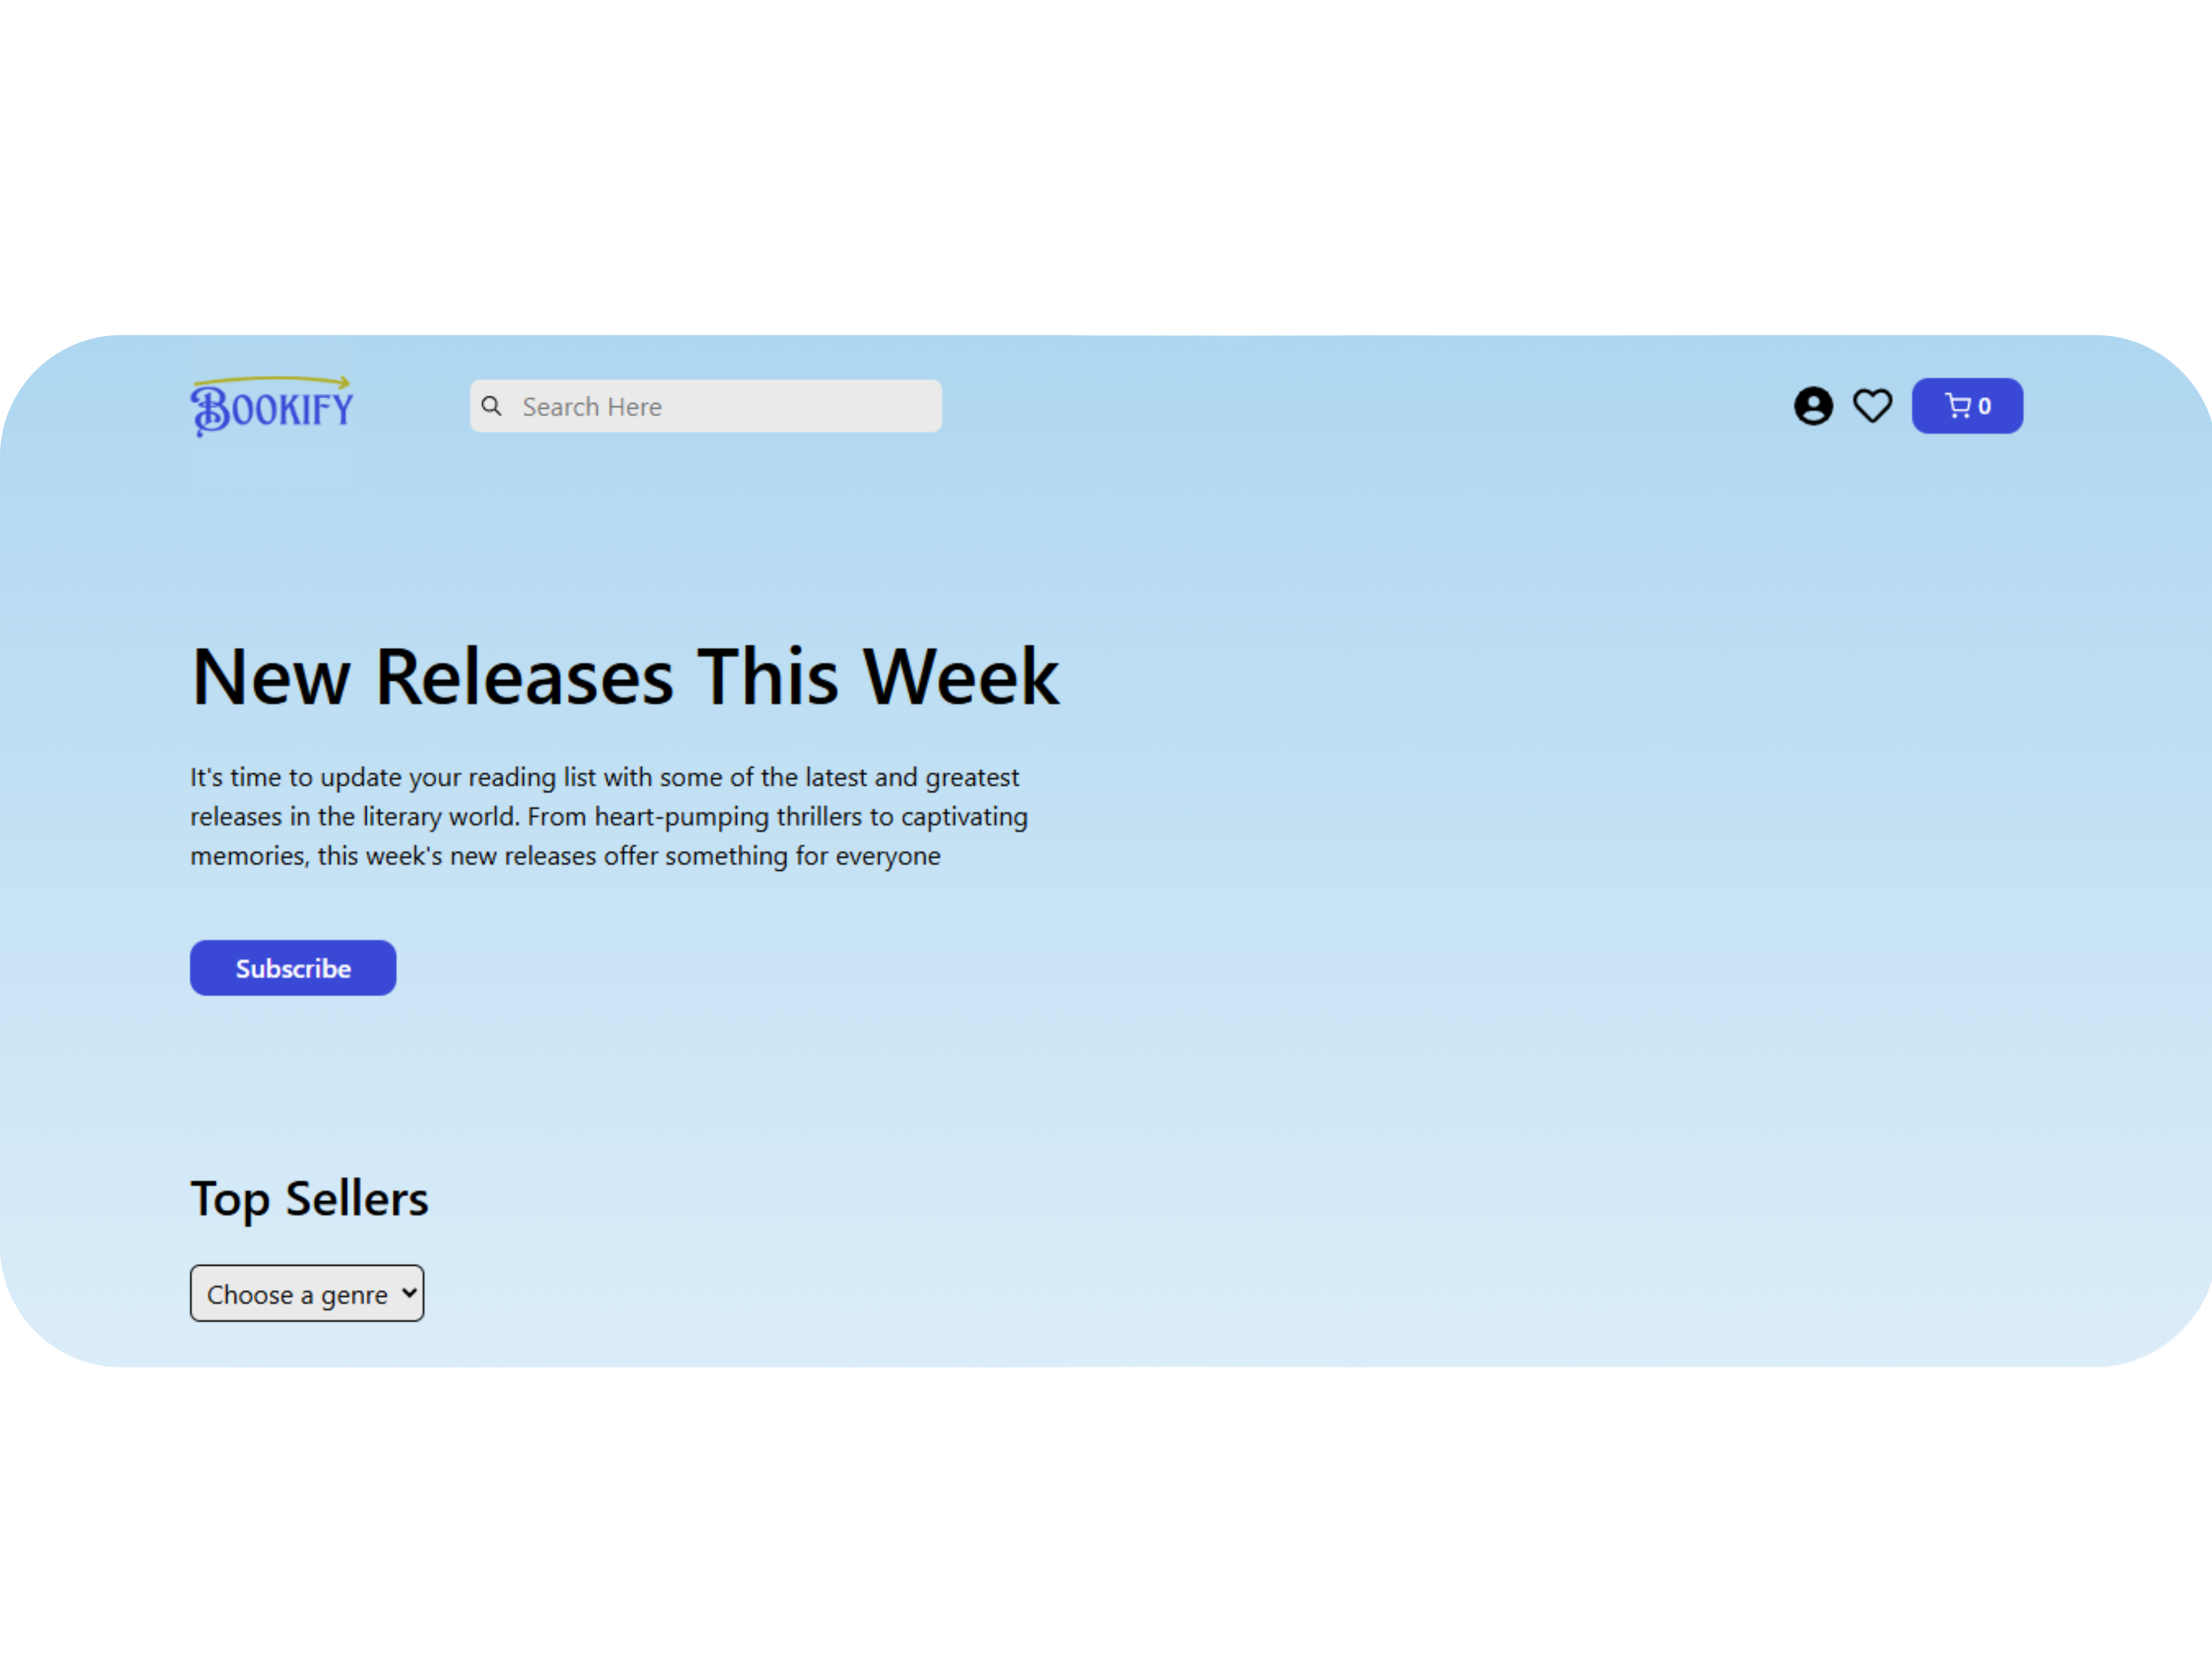 BOOKIFY
Search Here
0
New Releases This Week
It's time to update your reading list with some of the latest and greatest
releases in the literary world. From heart-pumping thrillers to captivating
memories, this week's new releases offer something for everyone
Subscribe
Top Sellers
Choose a genre